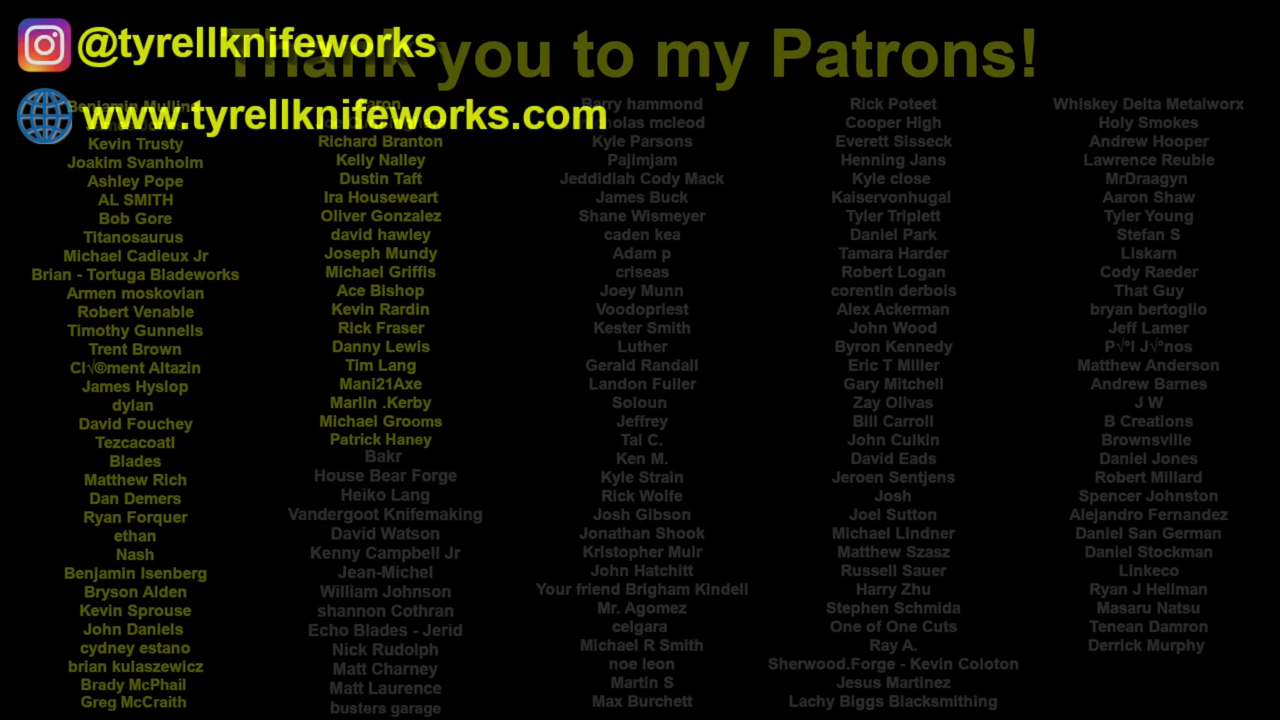 @tyrellknifeworks
Thank you to my Patrons!
www.tyrellknifeworks.com
Benjamin Mullins
Kevin Trusty
Joakim Svanholm
Ashley Pope
AL SMITH
Bob Gore
Titanosaurus
Michael Cadieux Jr
Brian - Tortuga Bladeworks
Armen moskovian
Robert Venable
Timothy Gunnells
Trent Brown
Cl√©ment Altazin
James Hyslop
dylan
David Fouchey
Tezcacoatl
Blades
Matthew Rich
Dan Demers
Ryan Forquer
ethan
Nash
Benjamin Isenberg
Bryson Alden
Kevin Sprouse
John Daniels
cydney estano
brian kulaszewicz
Brady McPhail
Greg McCraith
Richard Branton
Kelly Nalley
Dustin Taft
Ira Houseweart
Oliver Gonzalez
david hawley
Joseph Mundy
Michael Griffis
Ace Bishop
Kevin Rardin
Rick Fraser
Danny Lewis
Tim Lang
Mani21Axe
Marlin .Kerby
Michael Grooms
Patrick Haney
Bakr
House Bear Forge
Heiko Lang
Vandergoot Knifemaking
David Watson
Kenny Campbell Jr
Jean-Michel
William Johnson
shannon Cothran
Echo Blades - Jerid
Nick Rudolph
Matt Charney
Matt Laurence
busters garage
Barry hammond
nicholas mcleod
Kyle Parsons
Pajimjam
Jeddidiah Cody Mack
James Buck
Shane Wismeyer
caden kea
Adam p
criseas
Joey Munn
Voodopriest
Kester Smith
Luther
Gerald Randall
Landon Fuller
Soloun
Jeffrey
Tai C.
Ken M.
Kyle Strain
Rick Wolfe
Josh Gibson
Jonathan Shook
Kristopher Muir
John Hatchitt
Your friend Brigham Kindell
Mr. Agomez
celgara
Michael R Smith
noe leon
Martin S
Max Burchett
Rick Poteet
Cooper High
Everett Sisseck
Henning Jans
Kyle close
Kaiservonhugal
Tyler Triplett
Daniel Park
Tamara Harder
Robert Logan
corentin derbois
Alex Ackerman
John Wood
Byron Kennedy
Eric T Miller
Gary Mitchell
Zay Olivas
Bill Carroll
John Culkin
David Eads
Jeroen Sentjens
Josh
Joel Sutton
Michael Lindner
Matthew Szasz
Russell Sauer
Harry Zhu
Stephen Schmida
One of One Cuts
Ray A.
Sherwood.Forge - Kevin Coloton
Jesus Martinez
Lachy Biggs Blacksmithing
Whiskey Delta Metalworx
Holy Smokes
Andrew Hooper
Lawrence Reuble
MrDraagyn
Aaron Shaw
Tyler Young
Stefan S
Liskarn
Cody Raeder
That Guy
bryan bertoglio
Jeff Lamer
P√°l J√°nos
Matthew Anderson
Andrew Barnes
J W
B Creations
Brownsville
Daniel Jones
Robert Millard
Spencer Johnston
Alejandro Fernandez
Daniel San German
Daniel Stockman
Linkeco
Ryan J Hellman
Masaru Natsu
Tenean Damron
Derrick Murphy